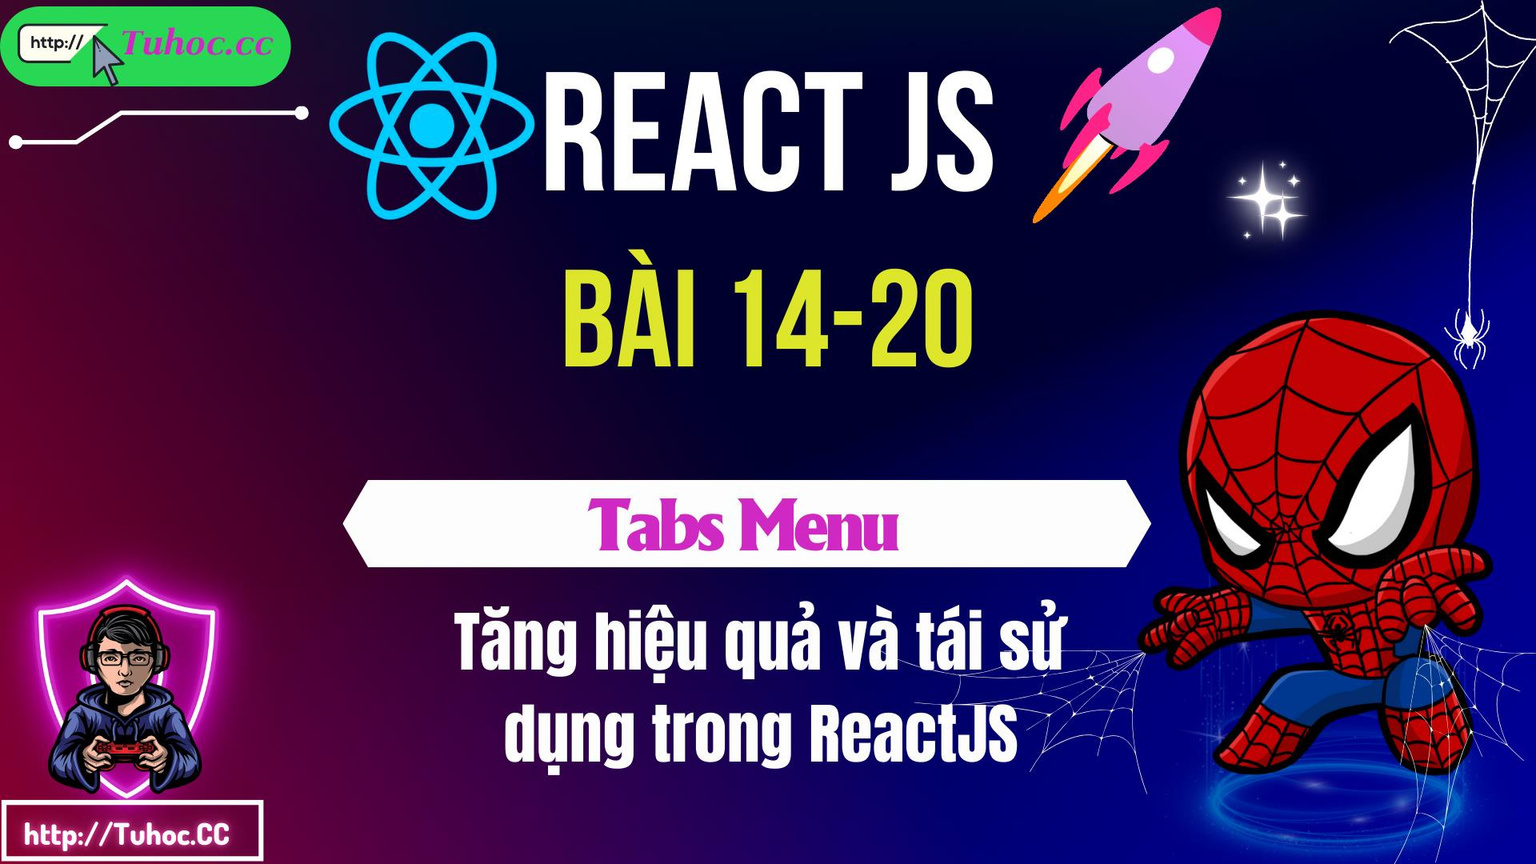 http:// Tuhoc.cc
REACT JS
BÀI 14-20
Tabs Menu
Tăng hiệu quả và tái sử
dụng trong ReactJS
http://Tuhoc.CC